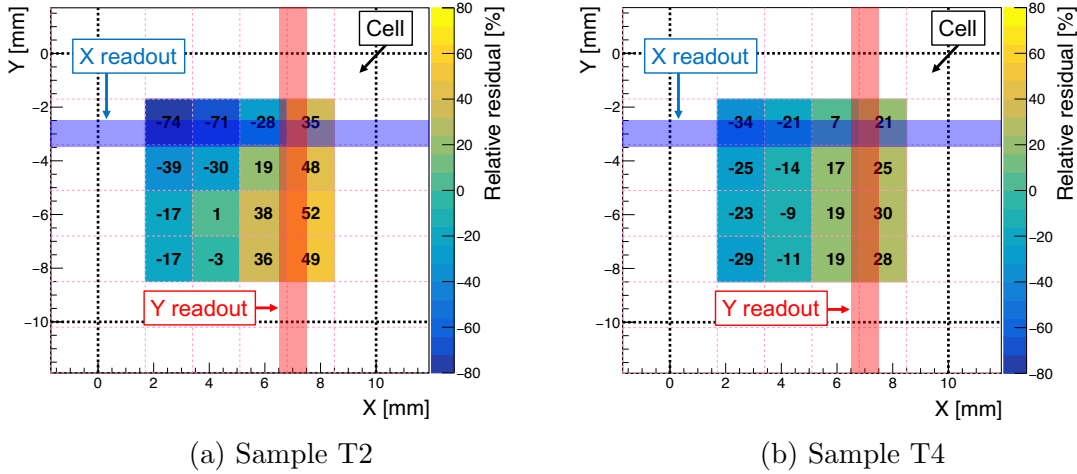 Y [mm]
0
−2
−4
−6
−8
−10
X readout
Cell
-74 -71 -28 35
-39 -30 19 48
-17 1 38 52
-17 -3 36 49
Y readout
0 2 4 6 8 10
X [mm]
80
60
40
20
0
−20
−40
−60
−80
Relative residual [%]
(a) Sample T2
Y [mm]
0
−2
−4
−6
−8
−10
X readout
Cell
-34 -21 7 21
-25 -14 17 25
-23 -9 19 30
-29 -11 19 28
Y readout
0 2 4 6 8 10
X [mm]
80
60
40
20
0
−20
−40
−60
−80
Relative residual [%]
(b) Sample T4